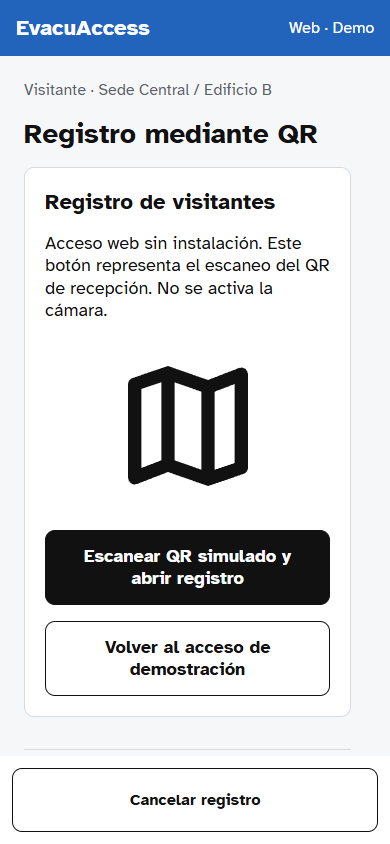 EvacuAccess
Web · Demo
Visitante · Sede Central / Edificio B
Registro mediante QR
Registro de visitantes
Acceso web sin instalación. Este
botón representa el escaneo del QR
de recepción. No se activa la
cámara.
Escanear QR simulado y
abrir registro
Volver al acceso de
demostración
Cancelar registro